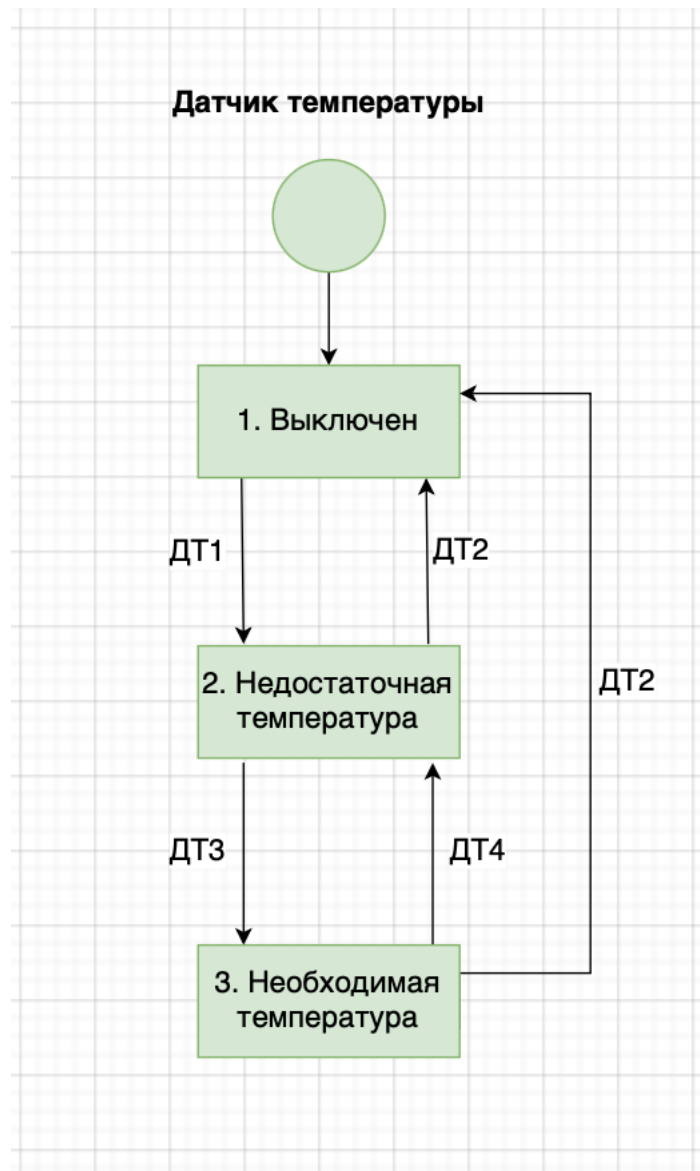 Датчик температуры
1. Выключен
ДТ1
ДТ2
2. Недостаточная
температура
ДТ2
ДТ3
ДТ4
3. Необходимая
температура